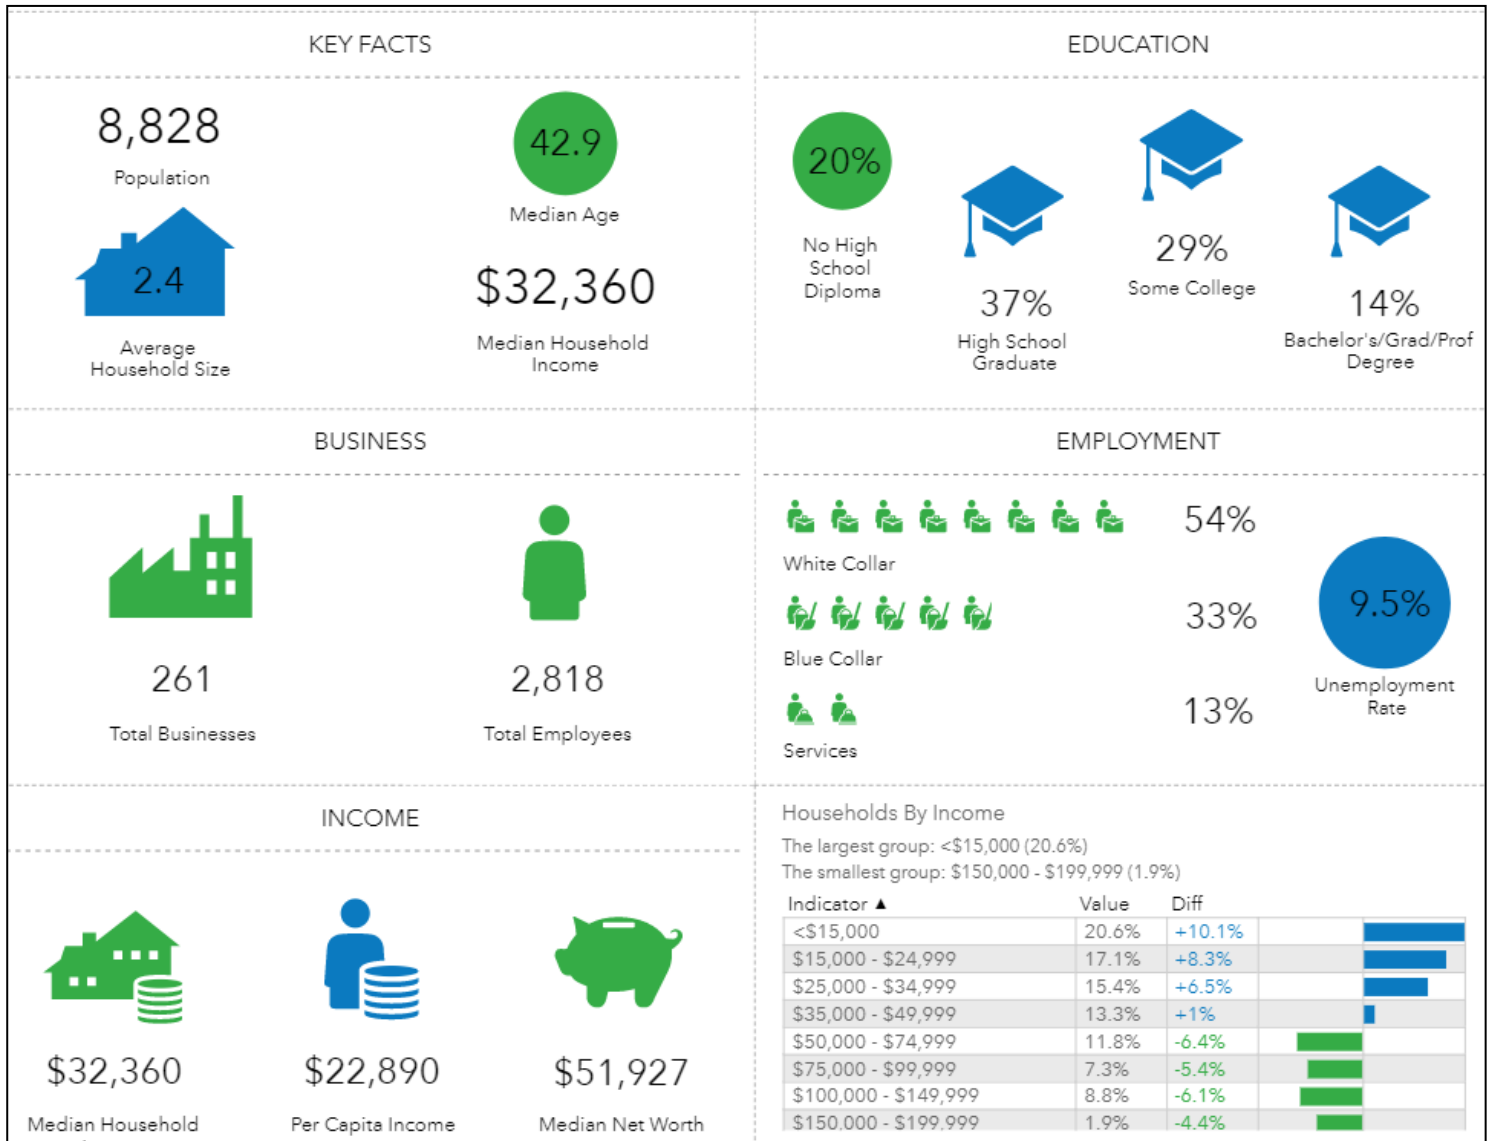 KEY FACTS
8,828
Population
42.9
Median Age
2.4
Average
Household Size
$32,360
Median Household
Income
EDUCATION
20%
No High
School
Diploma
37%
High School
Graduate
29%
Some College
14%
Bachelor's/Grad/Prof
Degree
BUSINESS
261
Total Businesses
2,818
Total Employees
EMPLOYMENT
54%
White Collar
33%
Blue Collar
13%
Services
9.5%
Unemployment
Rate
INCOME
$32,360
Median Household
$22,890
Per Capita Income
$51,927
Median Net Worth
Households By Income
The largest group: <$15,000 (20.6%)
The smallest group: $150,000 - $199,999 (1.9%)
Indicator ▲ Value Diff
<$15,000 20.6% +10.1%
$15,000 - $24,999 17.1% +8.3%
$25,000 - $34,999 15.4% +6.5%
$35,000 - $49,999 13.3% +1%
$50,000 - $74,999 11.8% -6.4%
$75,000 - $99,999 7.3% -5.4%
$100,000 - $149,999 8.8% -6.1%
$150,000 - $199,999 1.9% -4.4%